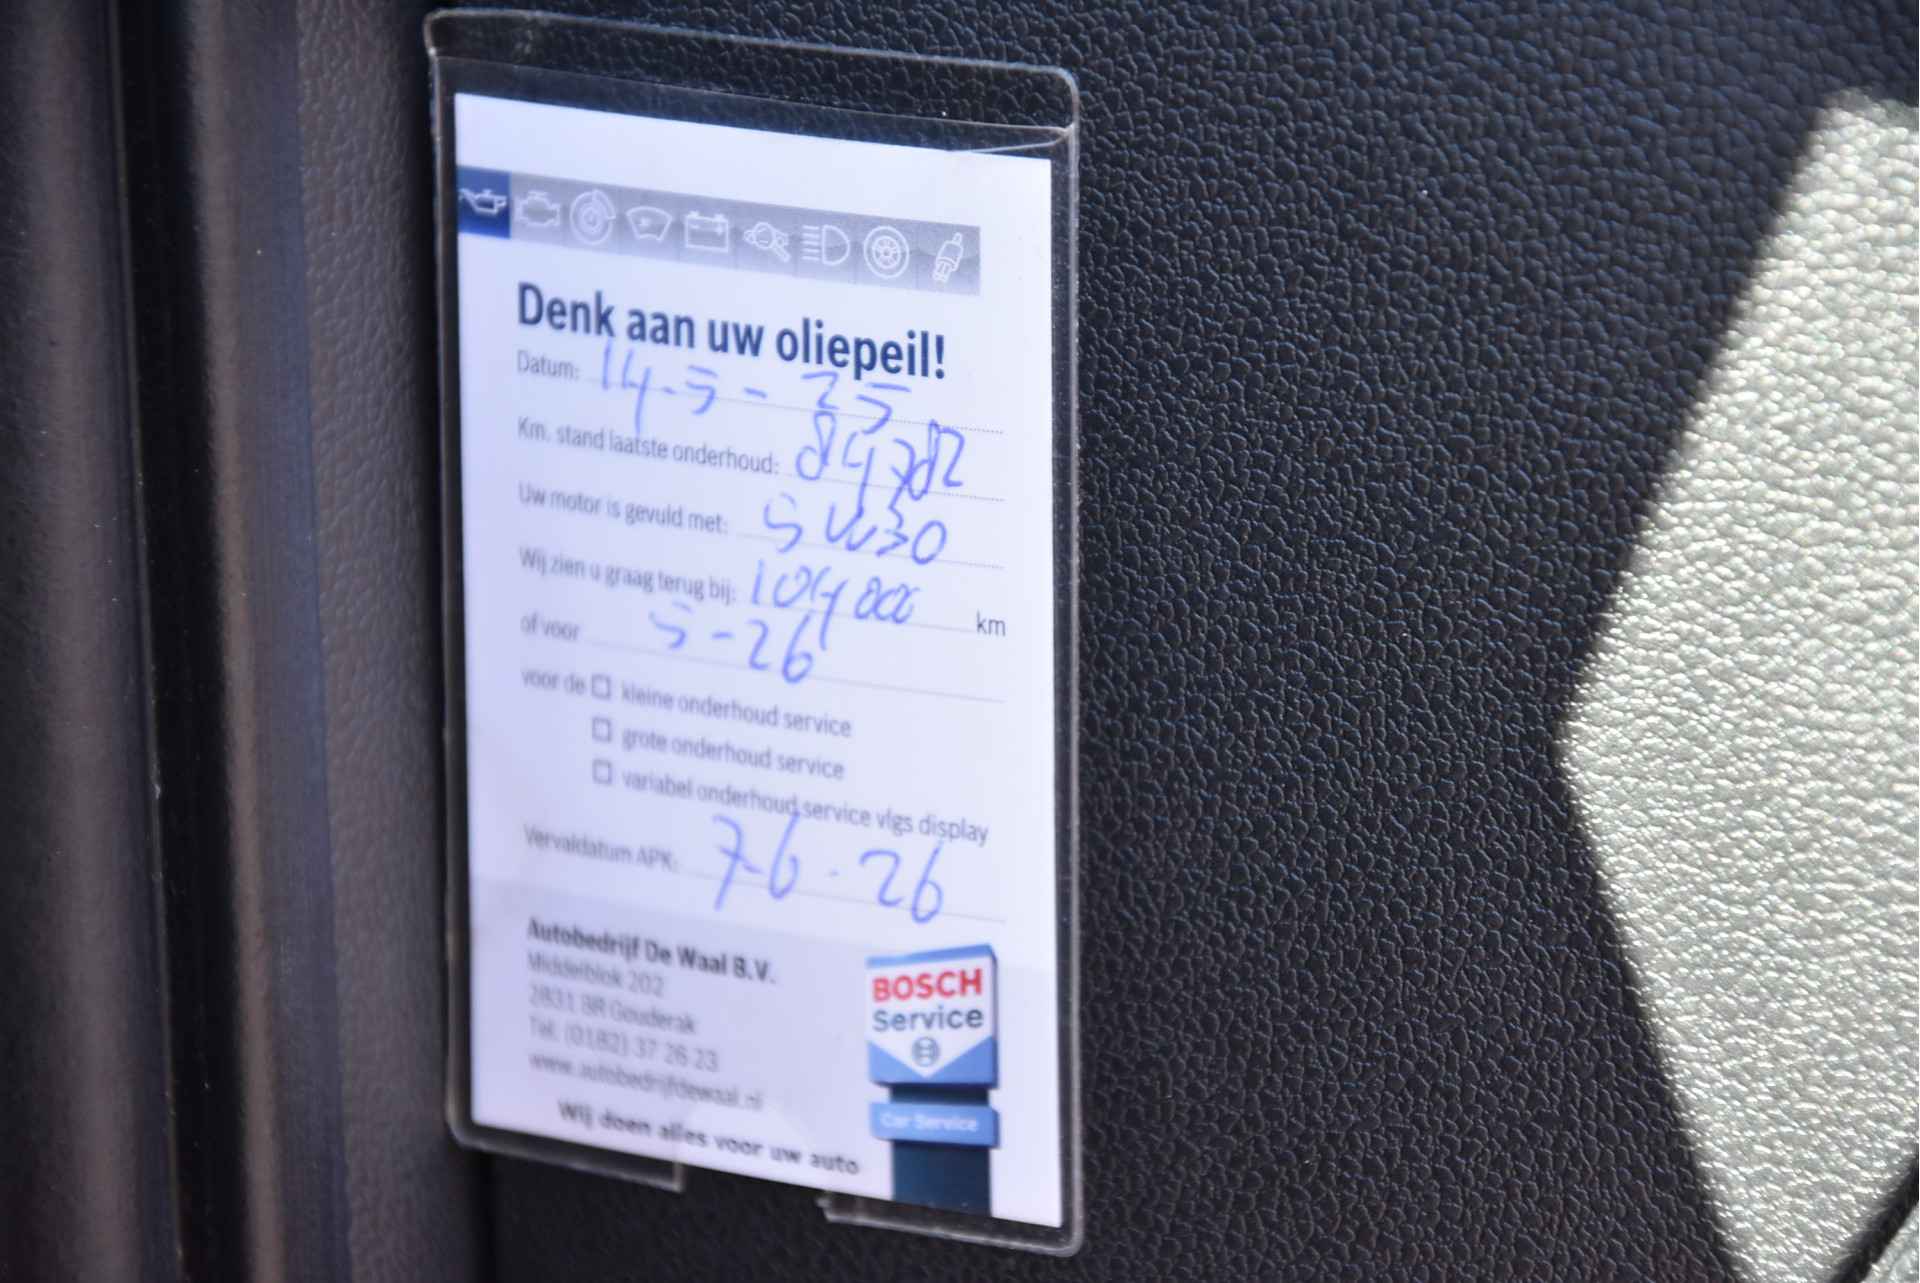 Denk aan uw oliepeil!
Datum: 14-5-25
Km. stand laatste onderhoud: 84782
Uw motor is gevuld met: 5W30
Wij zien u graag terug bij: 104000 km
of voor 5-26
voor de ☐ kleine onderhoud service
☐ grote onderhoud service
☐ variabel onderhoud service vlgs display
Vervaldatum APK: 7-6-26
Autobedrijf De Waal B.V.
Middelblok 202
2831 BR Gouderak
Tel. (0182) 37 26 23
www.autobedrijfdewaal.nl
Wij doen alles voor uw auto
BOSCH
Service
Car Service